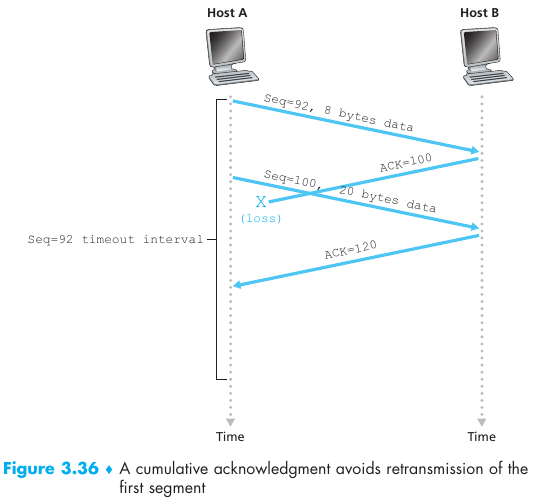 Host A
Host B
Seq=92, 8 bytes data
ACK=100
Seq=100, 20 bytes data
X
(loss)
Seq=92 timeout interval
ACK=120
Time
Time
Figure 3.36 ♦ A cumulative acknowledgment avoids retransmission of the
first segment